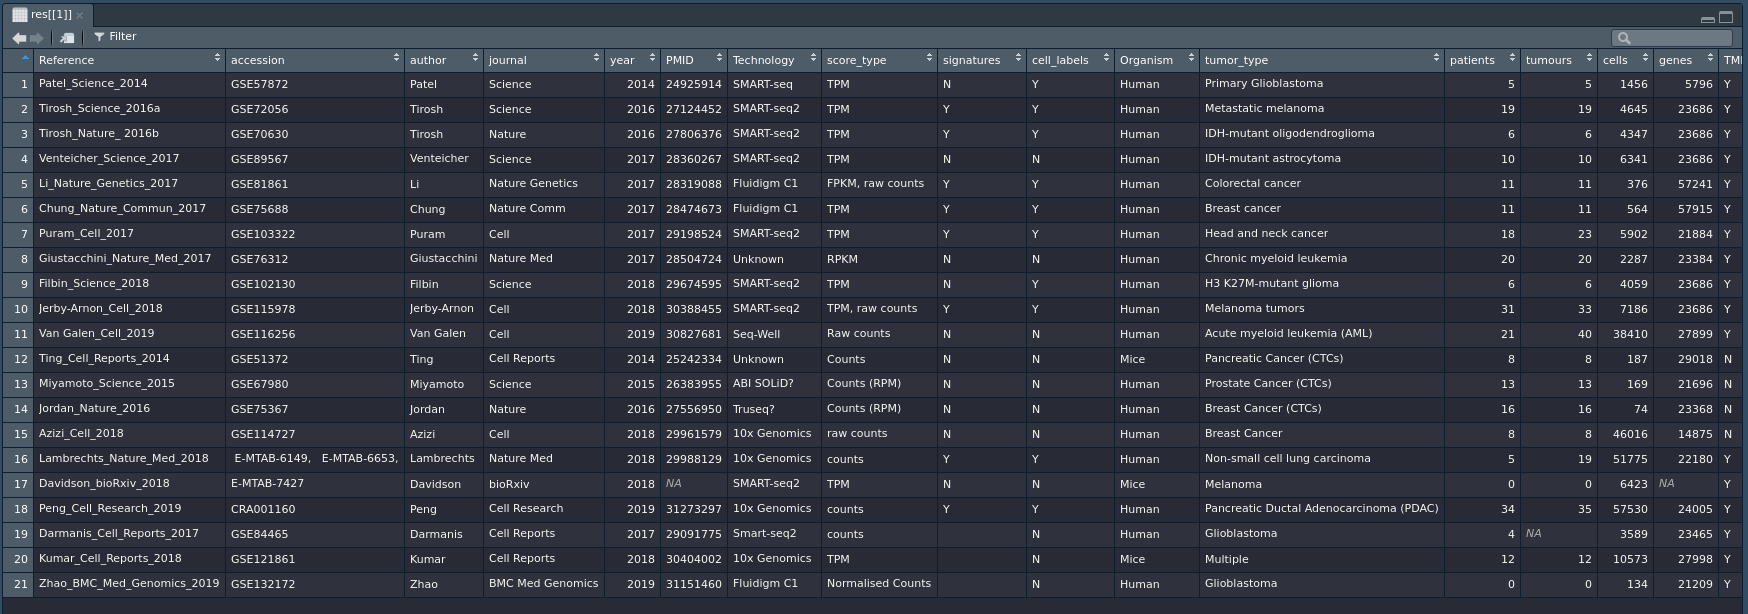 res[[1]]
Filter
Reference accession author journal year PMID Technology score_type signatures cell_labels Organism tumor_type patients tumours cells genes
1 Patel_Science_2014 GSE57872 Patel Science 2014 24925914 SMART-seq TPM N Y Human Primary Glioblastoma 5 5 1456 5796 Y
2 Tirosh_Science_2016a GSE72056 Tirosh Science 2016 27124452 SMART-seq2 TPM Y Y Human Metastatic melanoma 19 19 4645 23686 Y
3 Tirosh_Nature_ 2016b GSE70630 Tirosh Nature 2016 27806376 SMART-seq2 TPM Y Y Human IDH-mutant oligodendroglioma 6 6 4347 23686 Y
4 Venteicher_Science_2017 GSE89567 Venteicher Science 2017 28360267 SMART-seq2 TPM N N Human IDH-mutant astrocytoma 10 10 6341 23686 Y
5 Li_Nature_Genetics_2017 GSE81861 Li Nature Genetics 2017 28319088 Fluidigm C1 FPKM, raw counts Y Y Human Colorectal cancer 11 11 376 57241 Y
6 Chung_Nature_Commun_2017 GSE75688 Chung Nature Comm 2017 28474673 Fluidigm C1 TPM Y Y Human Breast cancer 11 11 564 57915 Y
7 Puram_Cell_2017 GSE103322 Puram Cell 2017 29198524 SMART-seq2 TPM Y Y Human Head and neck cancer 18 23 5902 21884 Y
8 Giustacchini_Nature_Med_2017 GSE76312 Giustacchini Nature Med 2017 28504724 Unknown RPKM N N Human Chronic myeloid leukemia 20 20 2287 23384 Y
9 Filbin_Science_2018 GSE102130 Filbin Science 2018 29674595 SMART-seq2 TPM N Y Human H3 K27M-mutant glioma 6 6 4059 23686 Y
10 Jerby-Arnon_Cell_2018 GSE115978 Jerby-Arnon Cell 2018 30388455 SMART-seq2 TPM, raw counts Y Y Human Melanoma tumors 31 33 7186 23686 Y
11 Van Galen_Cell_2019 GSE116256 Van Galen Cell 2019 30827681 Seq-Well Raw counts N N Human Acute myeloid leukemia (AML) 21 40 38410 27899 Y
12 Ting_Cell_Reports_2014 GSE51372 Ting Cell Reports 2014 25242334 Unknown Counts N N Mice Pancreatic Cancer (CTCs) 8 8 187 29018 N
13 Miyamoto_Science_2015 GSE67980 Miyamoto Science 2015 26383955 ABI SOLiD? Counts (RPM) N N Human Prostate Cancer (CTCs) 13 13 169 21696 N
14 Jordan_Nature_2016 GSE75367 Jordan Nature 2016 27556950 Truseq? Counts (RPM) N N Human Breast Cancer (CTCs) 16 16 74 23368 N
15 Azizi_Cell_2018 GSE114727 Azizi Cell 2018 29961579 10x Genomics raw counts N N Human Breast Cancer 8 8 46016 14875 N
16 Lambrechts_Nature_Med_2018 E-MTAB-6149, E-MTAB-6653, Lambrechts Nature Med 2018 29988129 10x Genomics counts Y Y Human Non-small cell lung carcinoma 5 19 51775 22180 Y
17 Davidson_bioRxiv_2018 E-MTAB-7427 Davidson bioRxiv 2018 NA SMART-seq2 TPM N N Mice Melanoma 0 0 6423 NA Y
18 Peng_Cell_Research_2019 CRA001160 Peng Cell Research 2019 31273297 10x Genomics counts Y Y Human Pancreatic Ductal Adenocarcinoma (PDAC) 34 35 57530 24005 Y
19 Darmanis_Cell_Reports_2017 GSE84465 Darmanis Cell Reports 2017 29091775 Smart-seq2 counts N Human Glioblastoma 4 NA 3589 23465 Y
20 Kumar_Cell_Reports_2018 GSE121861 Kumar Cell Reports 2018 30404002 10x Genomics TPM N Mice Multiple 12 12 10573 27998 Y
21 Zhao_BMC_Med_Genomics_2019 GSE132172 Zhao BMC Med Genomics 2019 31151460 Fluidigm C1 Normalised Counts N Human Glioblastoma 0 0 134 21209 Y